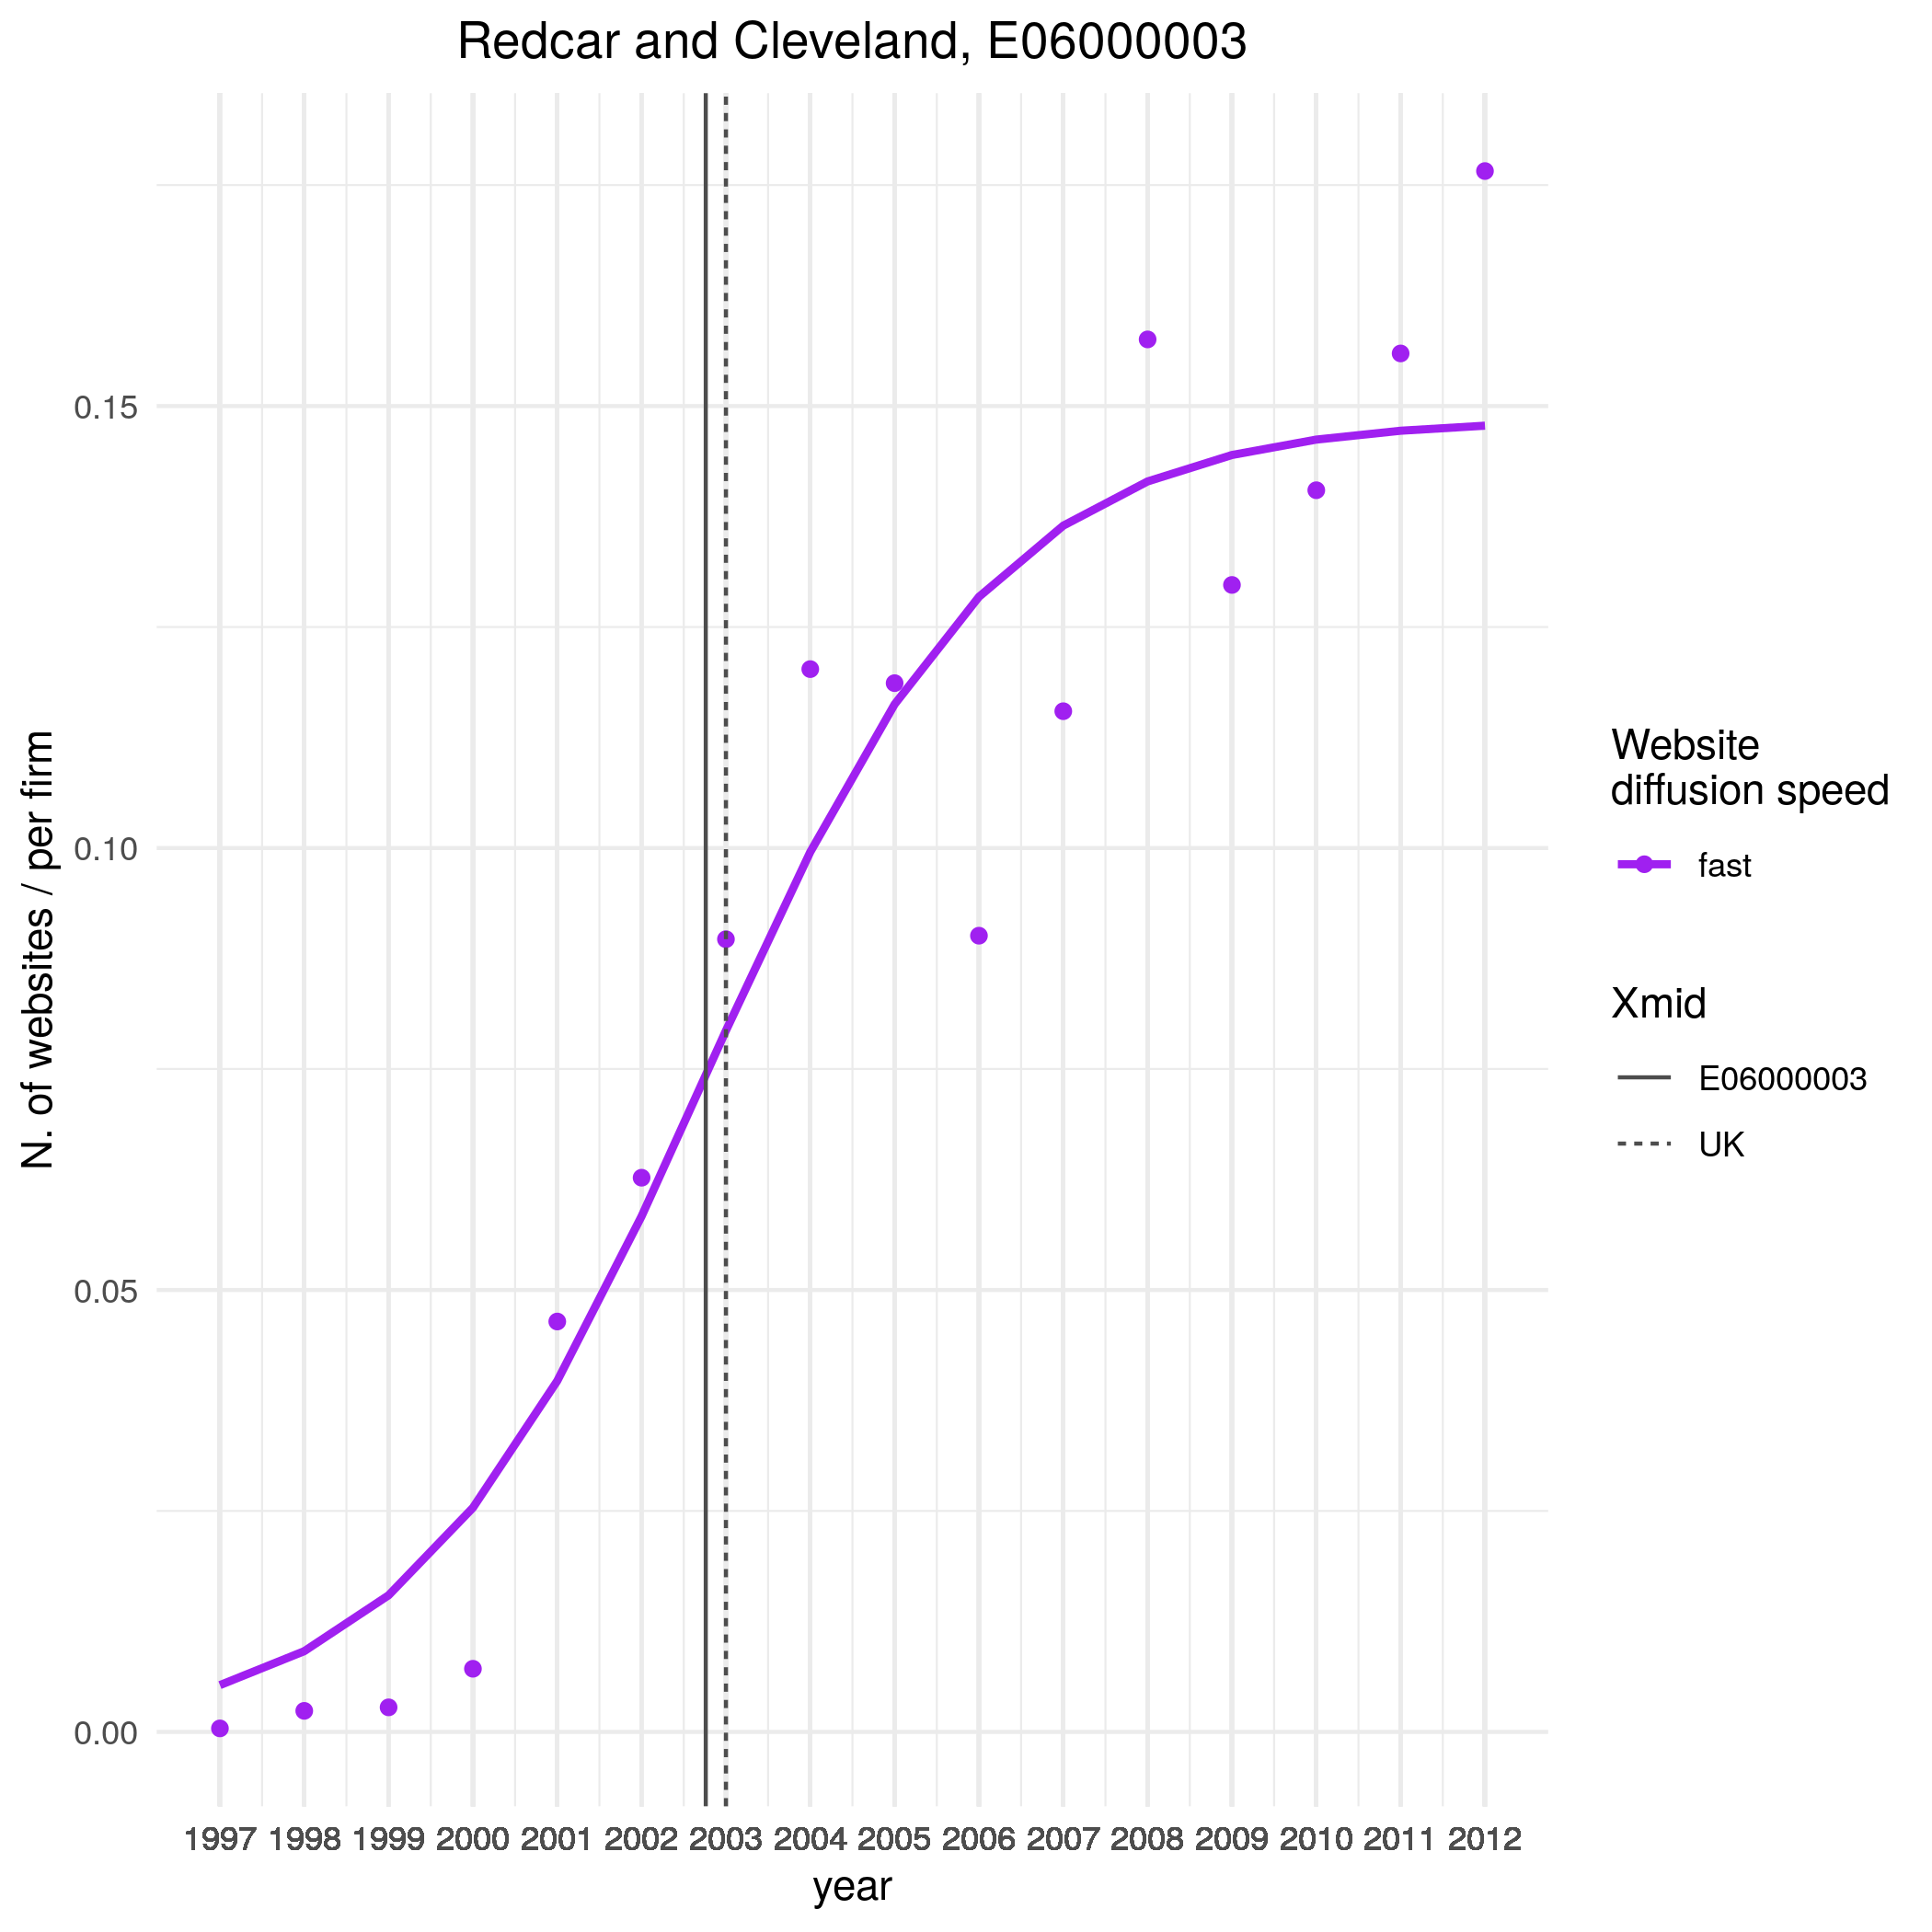 Redcar and Cleveland, E06000003
N. of websites / per firm
0.15
0.10
0.05
0.00
1997 1998 1999 2000 2001 2002 2003 2004 2005 2006 2007 2008 2009 2010 2011 2012
year
Website
diffusion speed
fast
Xmid
E06000003
UK